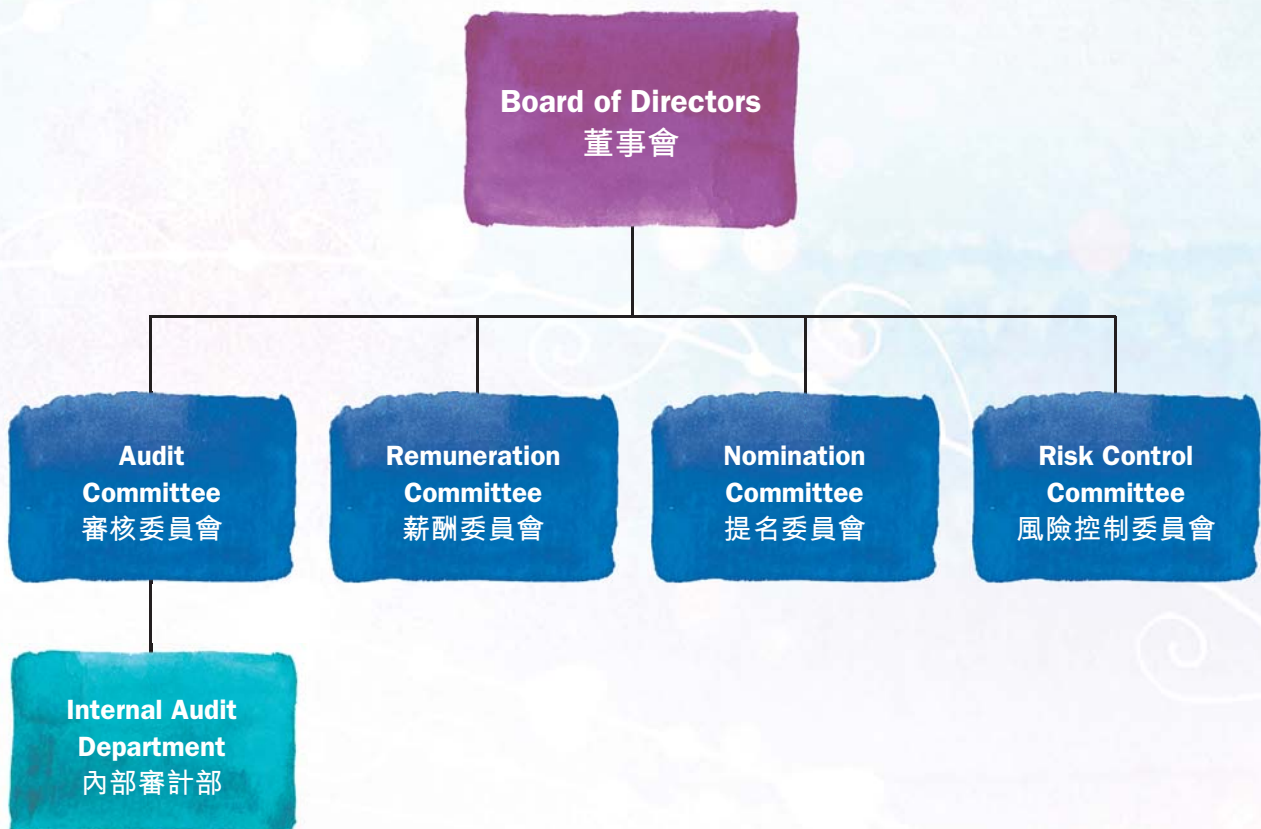 Board of Directors
董事會
Audit
Committee
審核委員會
Remuneration
Committee
薪酬委員會
Nomination
Committee
提名委員會
Risk Control
Committee
風險控制委員會
Internal Audit
Department
內部審計部